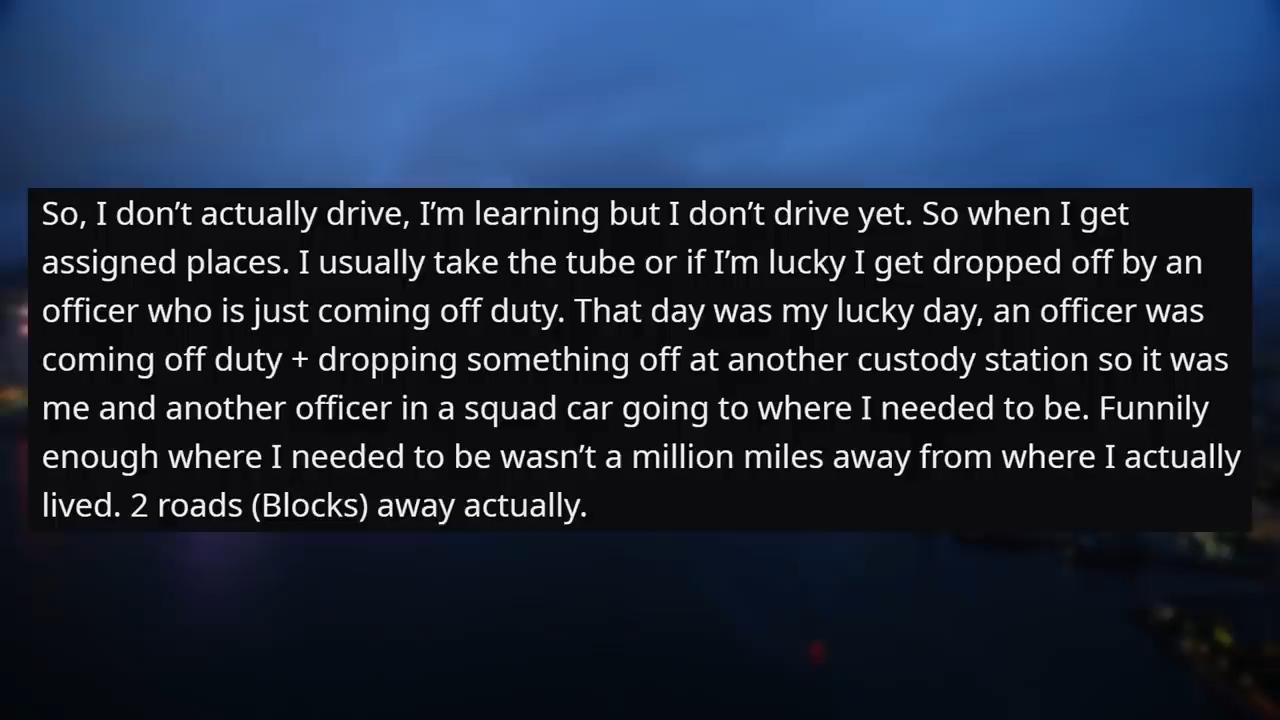 So, I don’t actually drive, I’m learning but I don’t drive yet. So when I get
assigned places. I usually take the tube or if I’m lucky I get dropped off by an
officer who is just coming off duty. That day was my lucky day, an officer was
coming off duty + dropping something off at another custody station so it was
me and another officer in a squad car going to where I needed to be. Funnily
enough where I needed to be wasn’t a million miles away from where I actually
lived. 2 roads (Blocks) away actually.